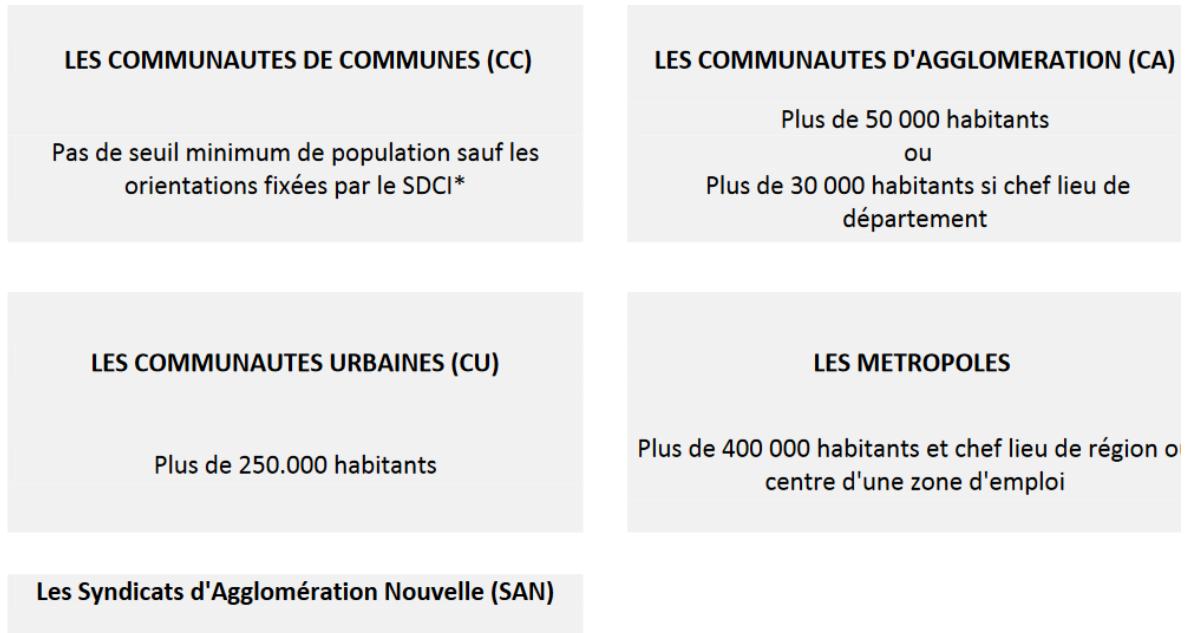 LES COMMUNAUTES DE COMMUNES (CC)
Pas de seuil minimum de population sauf les
orientations fixées par le SDCI*
LES COMMUNAUTES D'AGGLOMERATION (CA)
Plus de 50 000 habitants
ou
Plus de 30 000 habitants si chef lieu de
département
LES COMMUNAUTES URBAINES (CU)
Plus de 250.000 habitants
LES METROPOLES
Plus de 400 000 habitants et chef lieu de région ou
centre d'une zone d'emploi
Les Syndicats d'Agglomération Nouvelle (SAN)